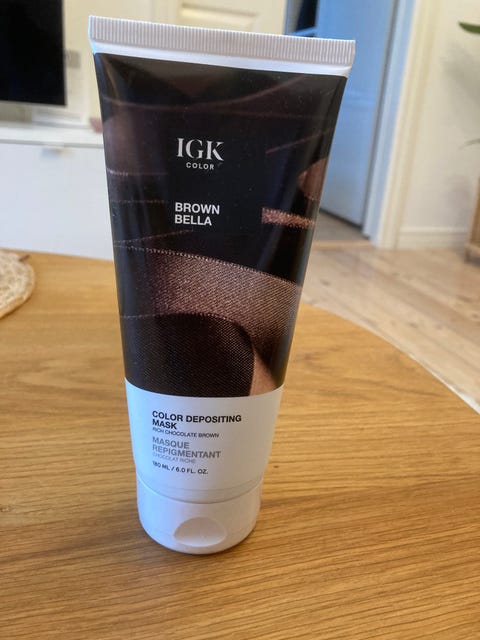 IGK
COLOR
BROWN
BELLA
COLOR DEPOSITING
MASK
RICH CHOCOLATE BROWN
MASQUE
REPIGMENTANT
CHOCOLAT RICHE
180 ML / 6.0 FL. OZ.